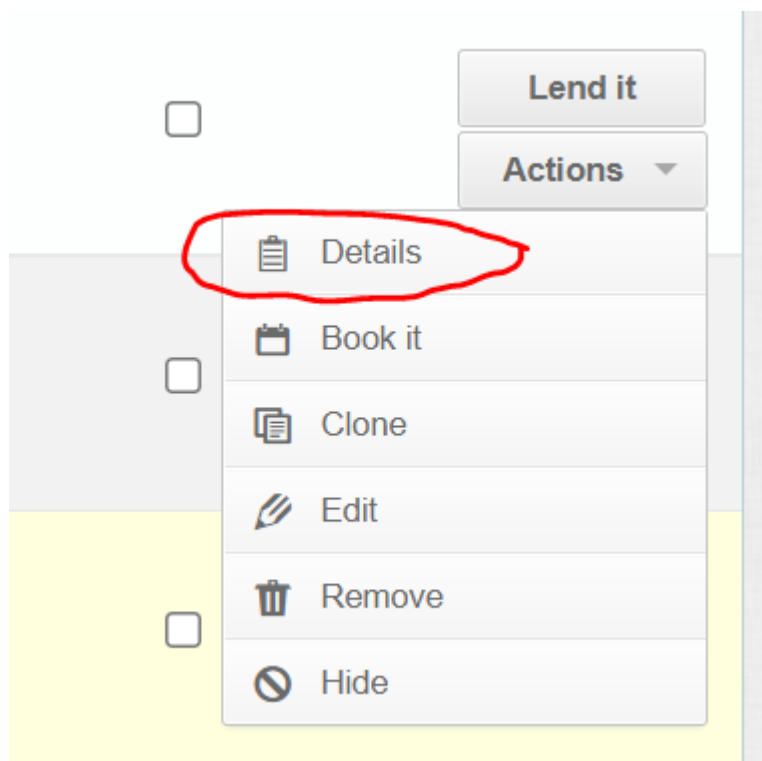 Lend it
Actions
Details
Book it
Clone
Edit
Remove
Hide